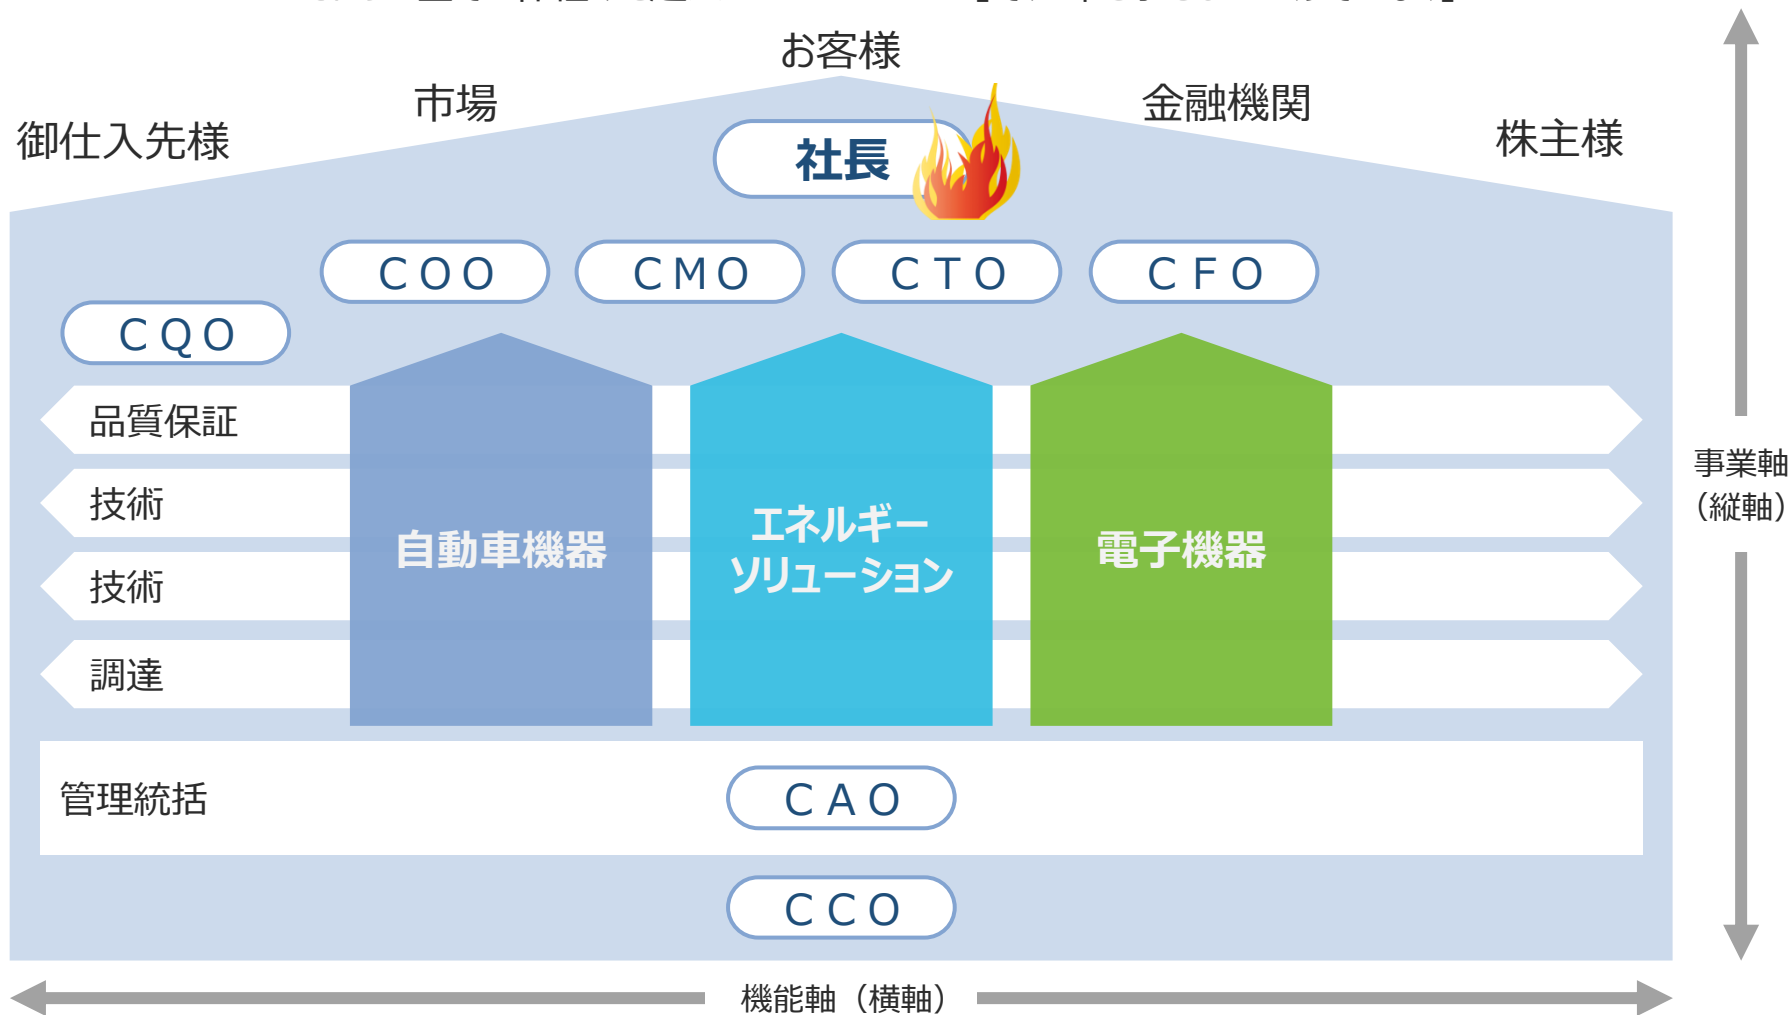 お客様
市場
金融機関
御仕入先様
株主様
社長
ＣＯＯ
ＣＭＯ
ＣＴＯ
ＣＦＯ
ＣＱＯ
品質保証
技術
技術
調達
自動車機器
エネルギー
ソリューション
電子機器
事業軸
（縦軸）
管理統括
ＣＡＯ
ＣＣＯ
機能軸（横軸）